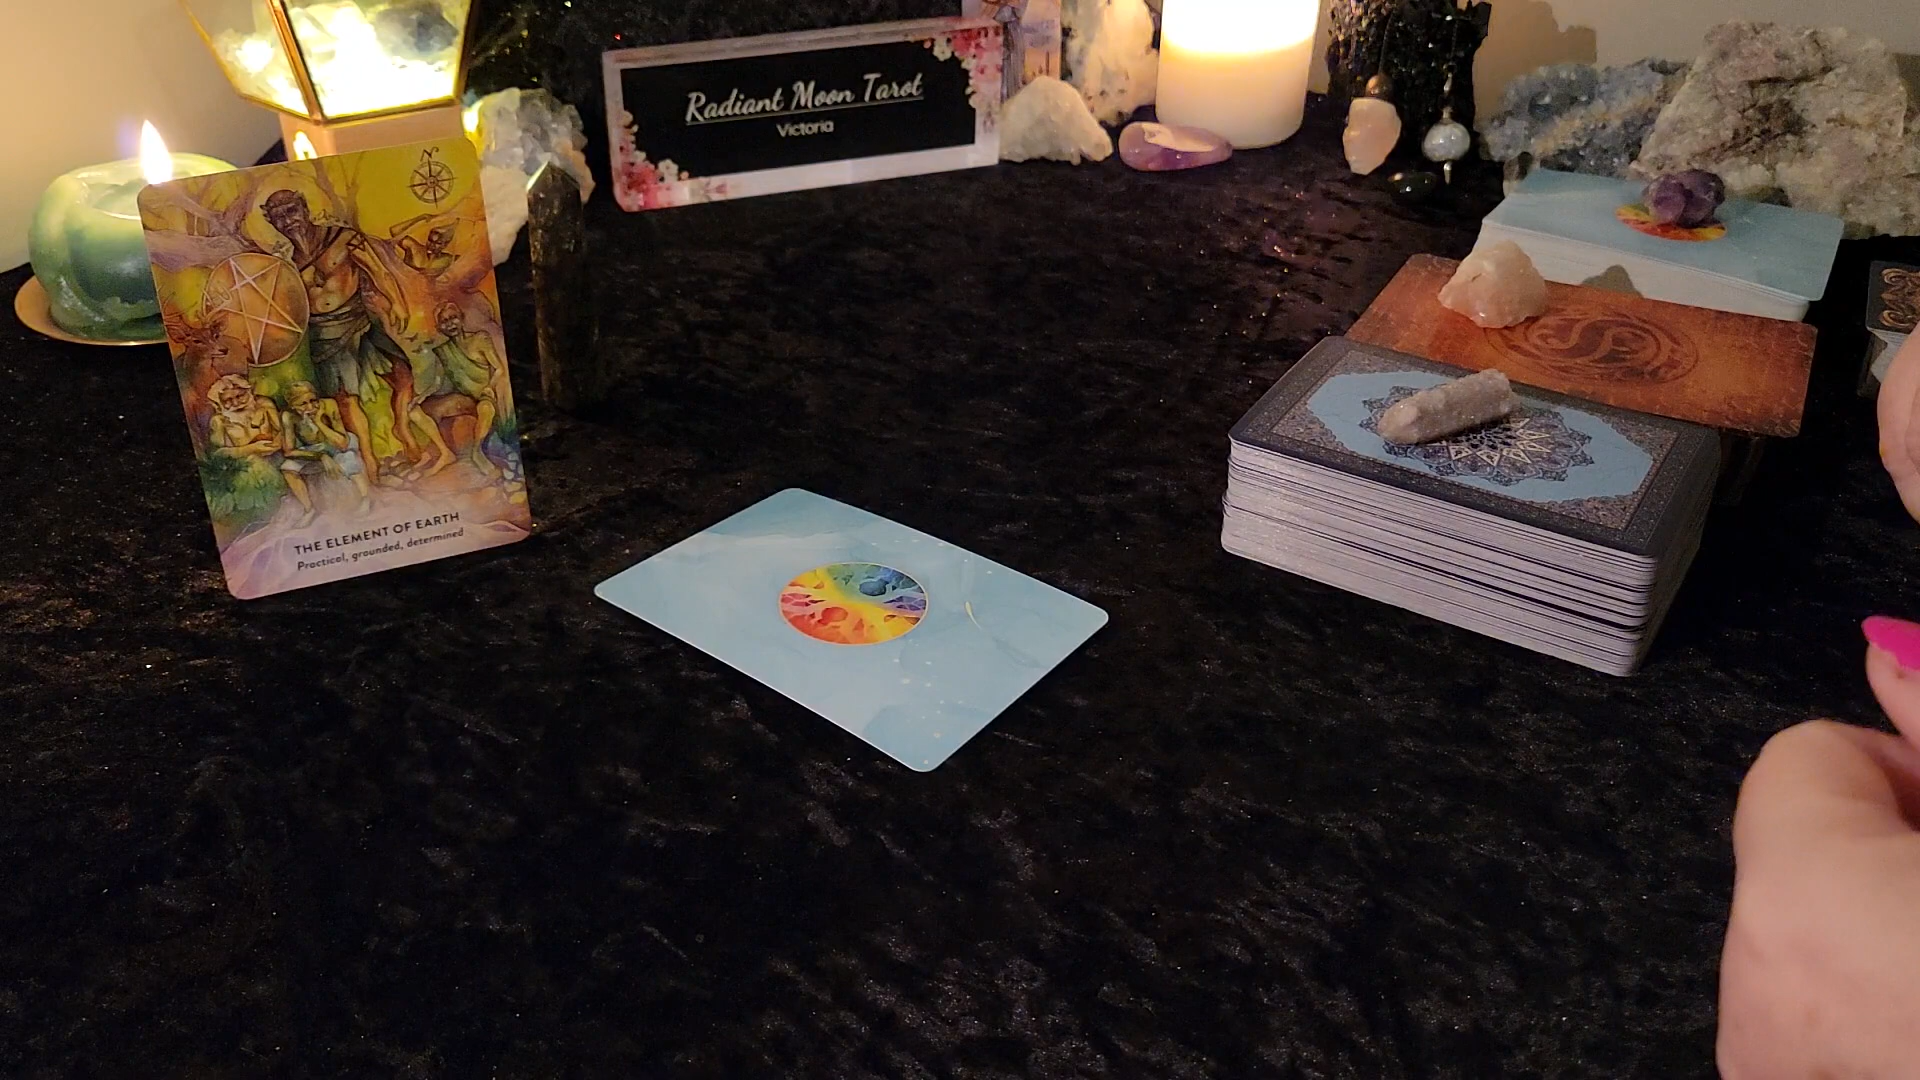 Radiant Moon Tarot
Victoria
N
THE ELEMENT OF EARTH
Practical, grounded, determined